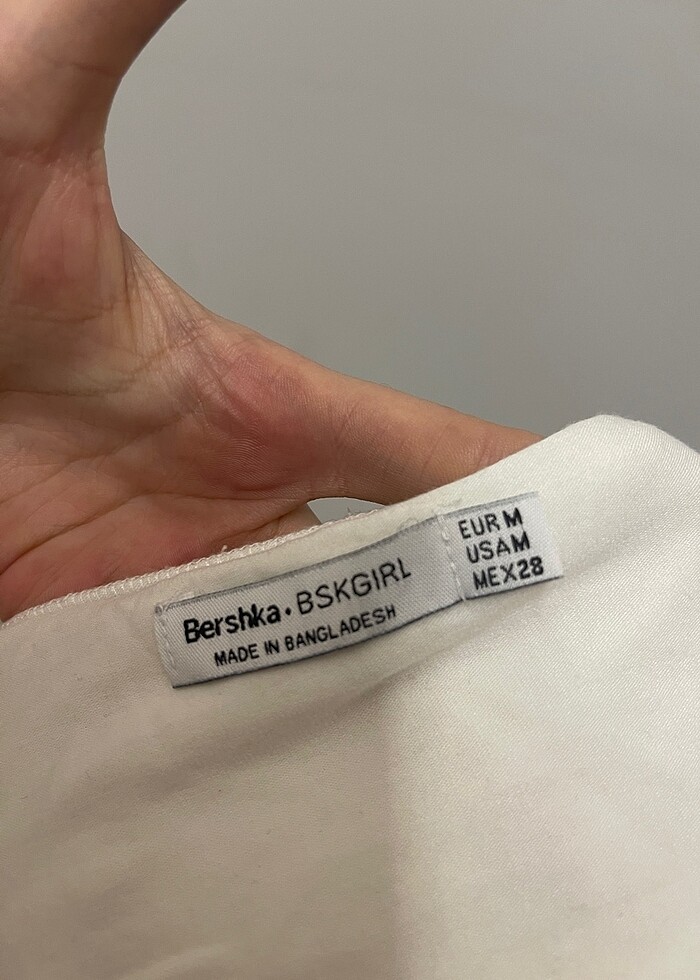 Bershka • BSKGIRL
MADE IN BANGLADESH
EUR M
USA M
MEX 28